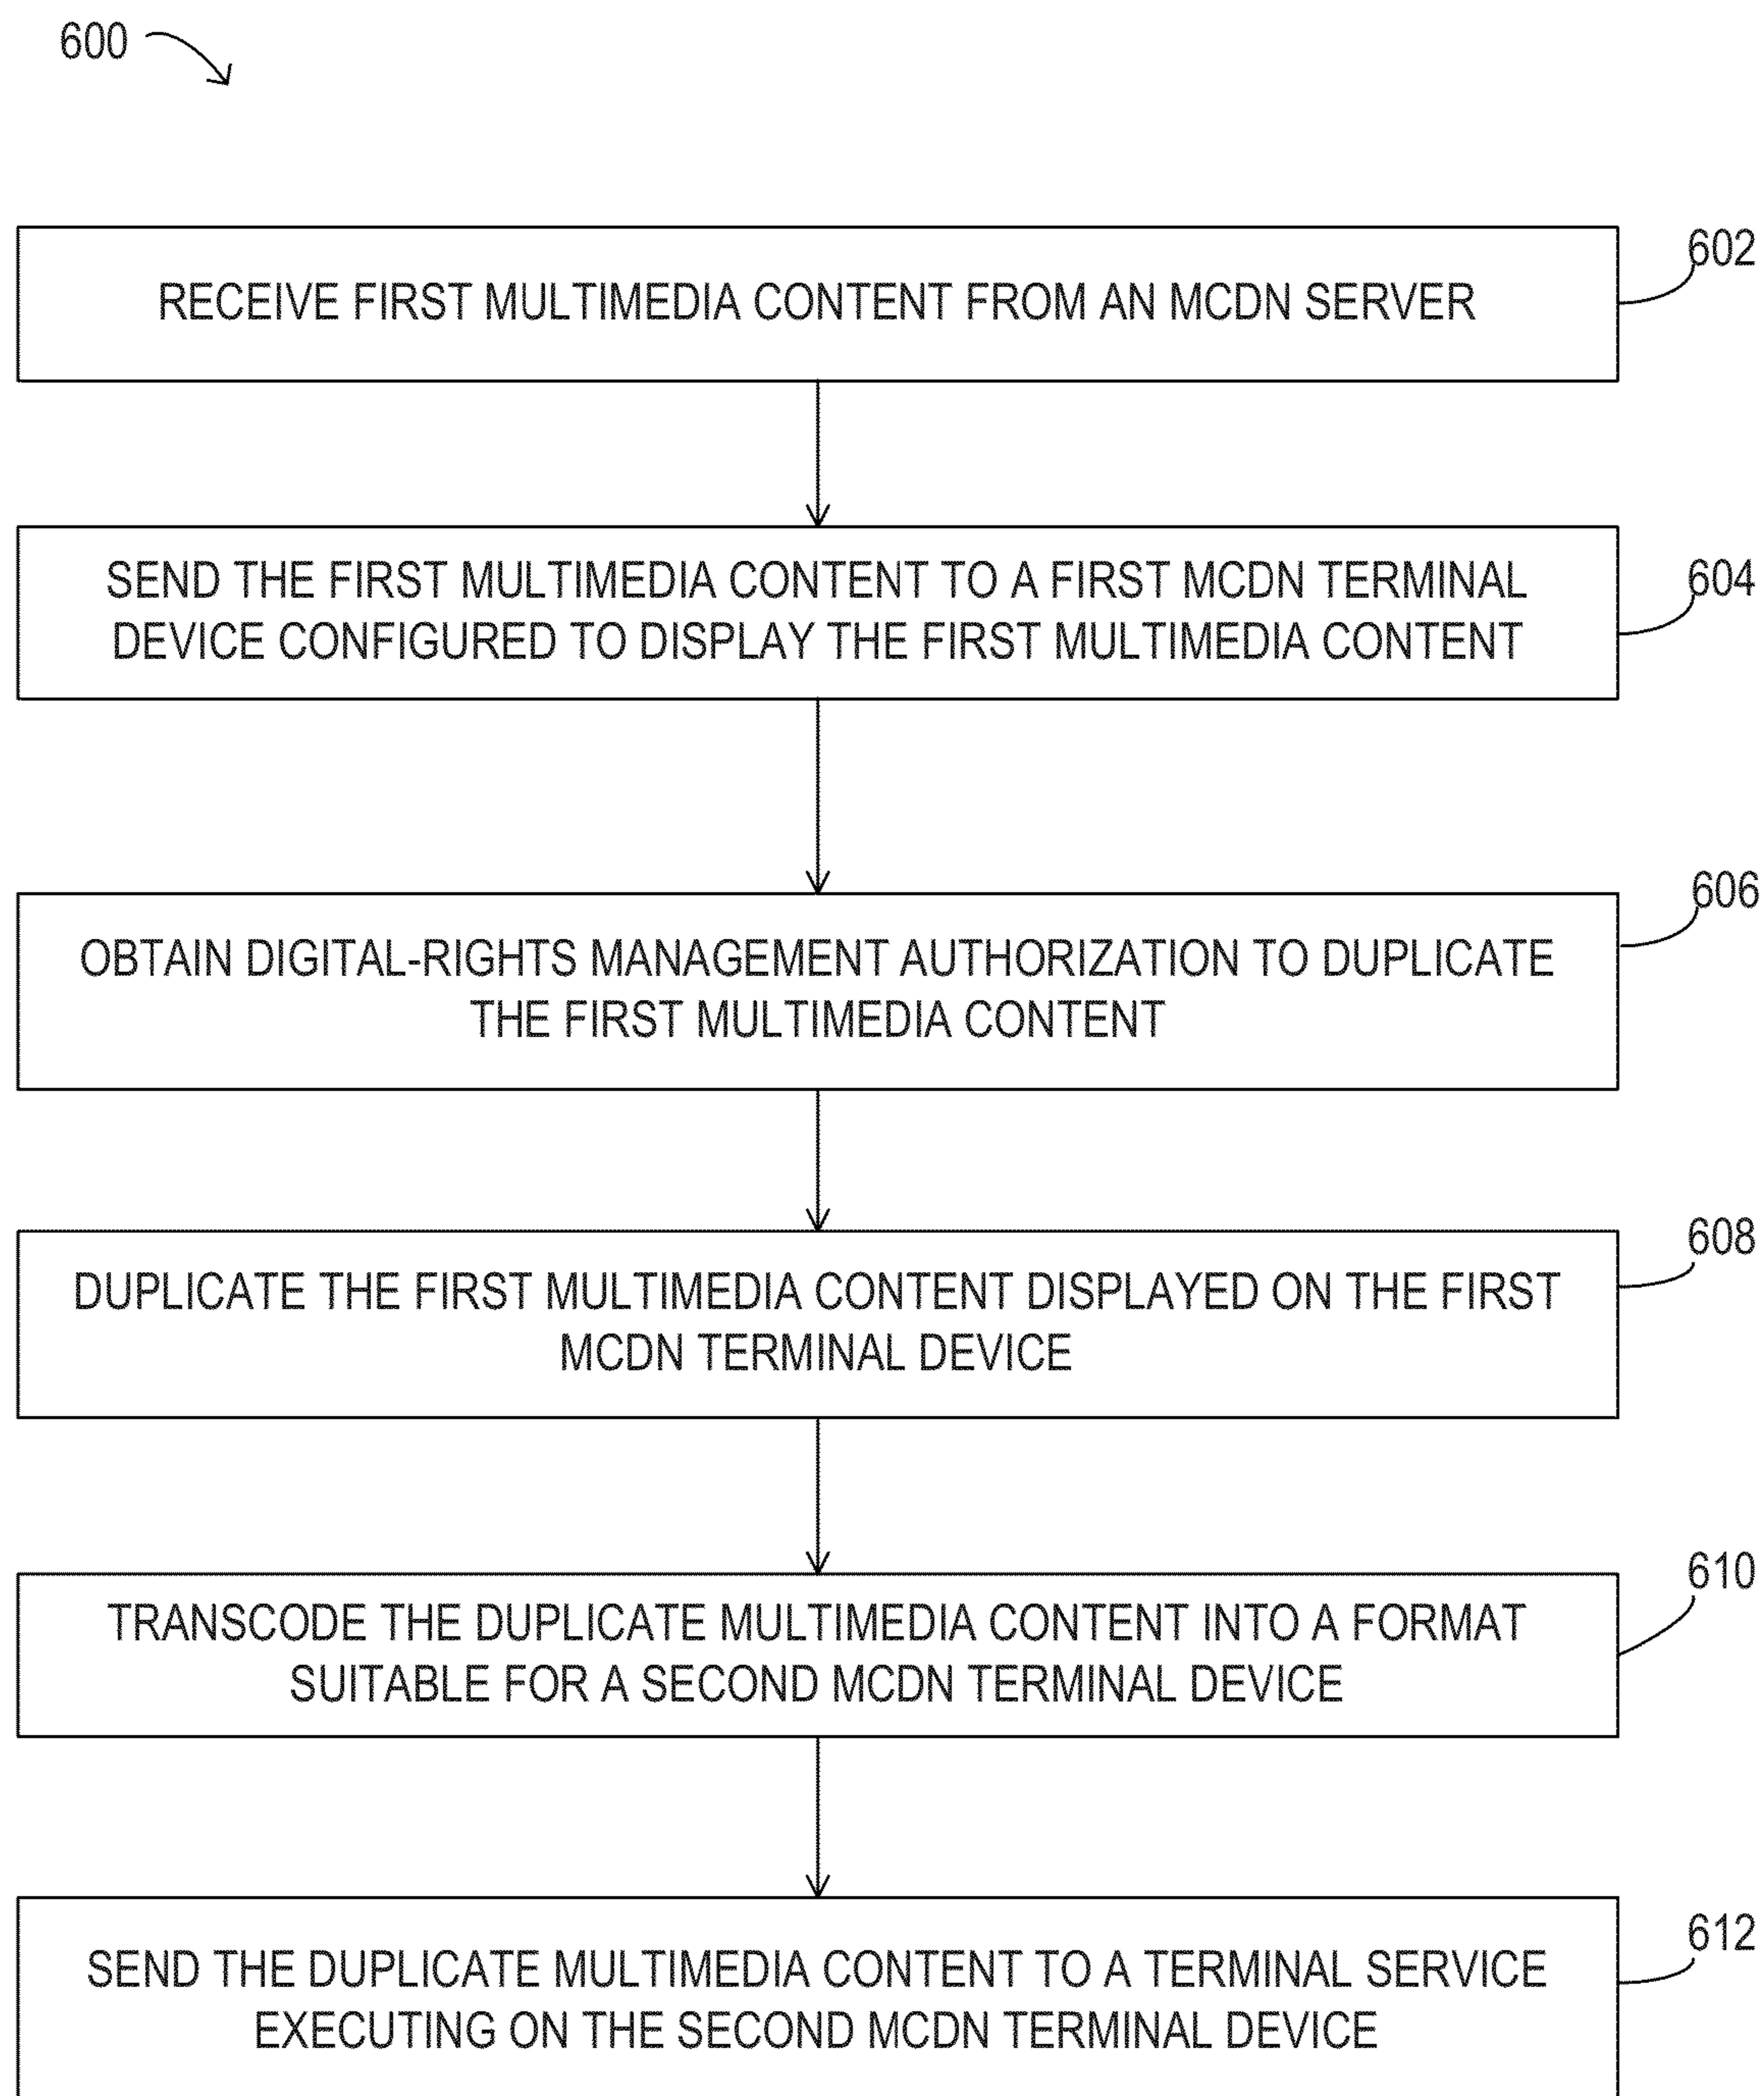 600
RECEIVE FIRST MULTIMEDIA CONTENT FROM AN MCDN SERVER
602
SEND THE FIRST MULTIMEDIA CONTENT TO A FIRST MCDN TERMINAL
DEVICE CONFIGURED TO DISPLAY THE FIRST MULTIMEDIA CONTENT
604
OBTAIN DIGITAL-RIGHTS MANAGEMENT AUTHORIZATION TO DUPLICATE
THE FIRST MULTIMEDIA CONTENT
606
DUPLICATE THE FIRST MULTIMEDIA CONTENT DISPLAYED ON THE FIRST
MCDN TERMINAL DEVICE
608
TRANSCODE THE DUPLICATE MULTIMEDIA CONTENT INTO A FORMAT
SUITABLE FOR A SECOND MCDN TERMINAL DEVICE
610
SEND THE DUPLICATE MULTIMEDIA CONTENT TO A TERMINAL SERVICE
EXECUTING ON THE SECOND MCDN TERMINAL DEVICE
612